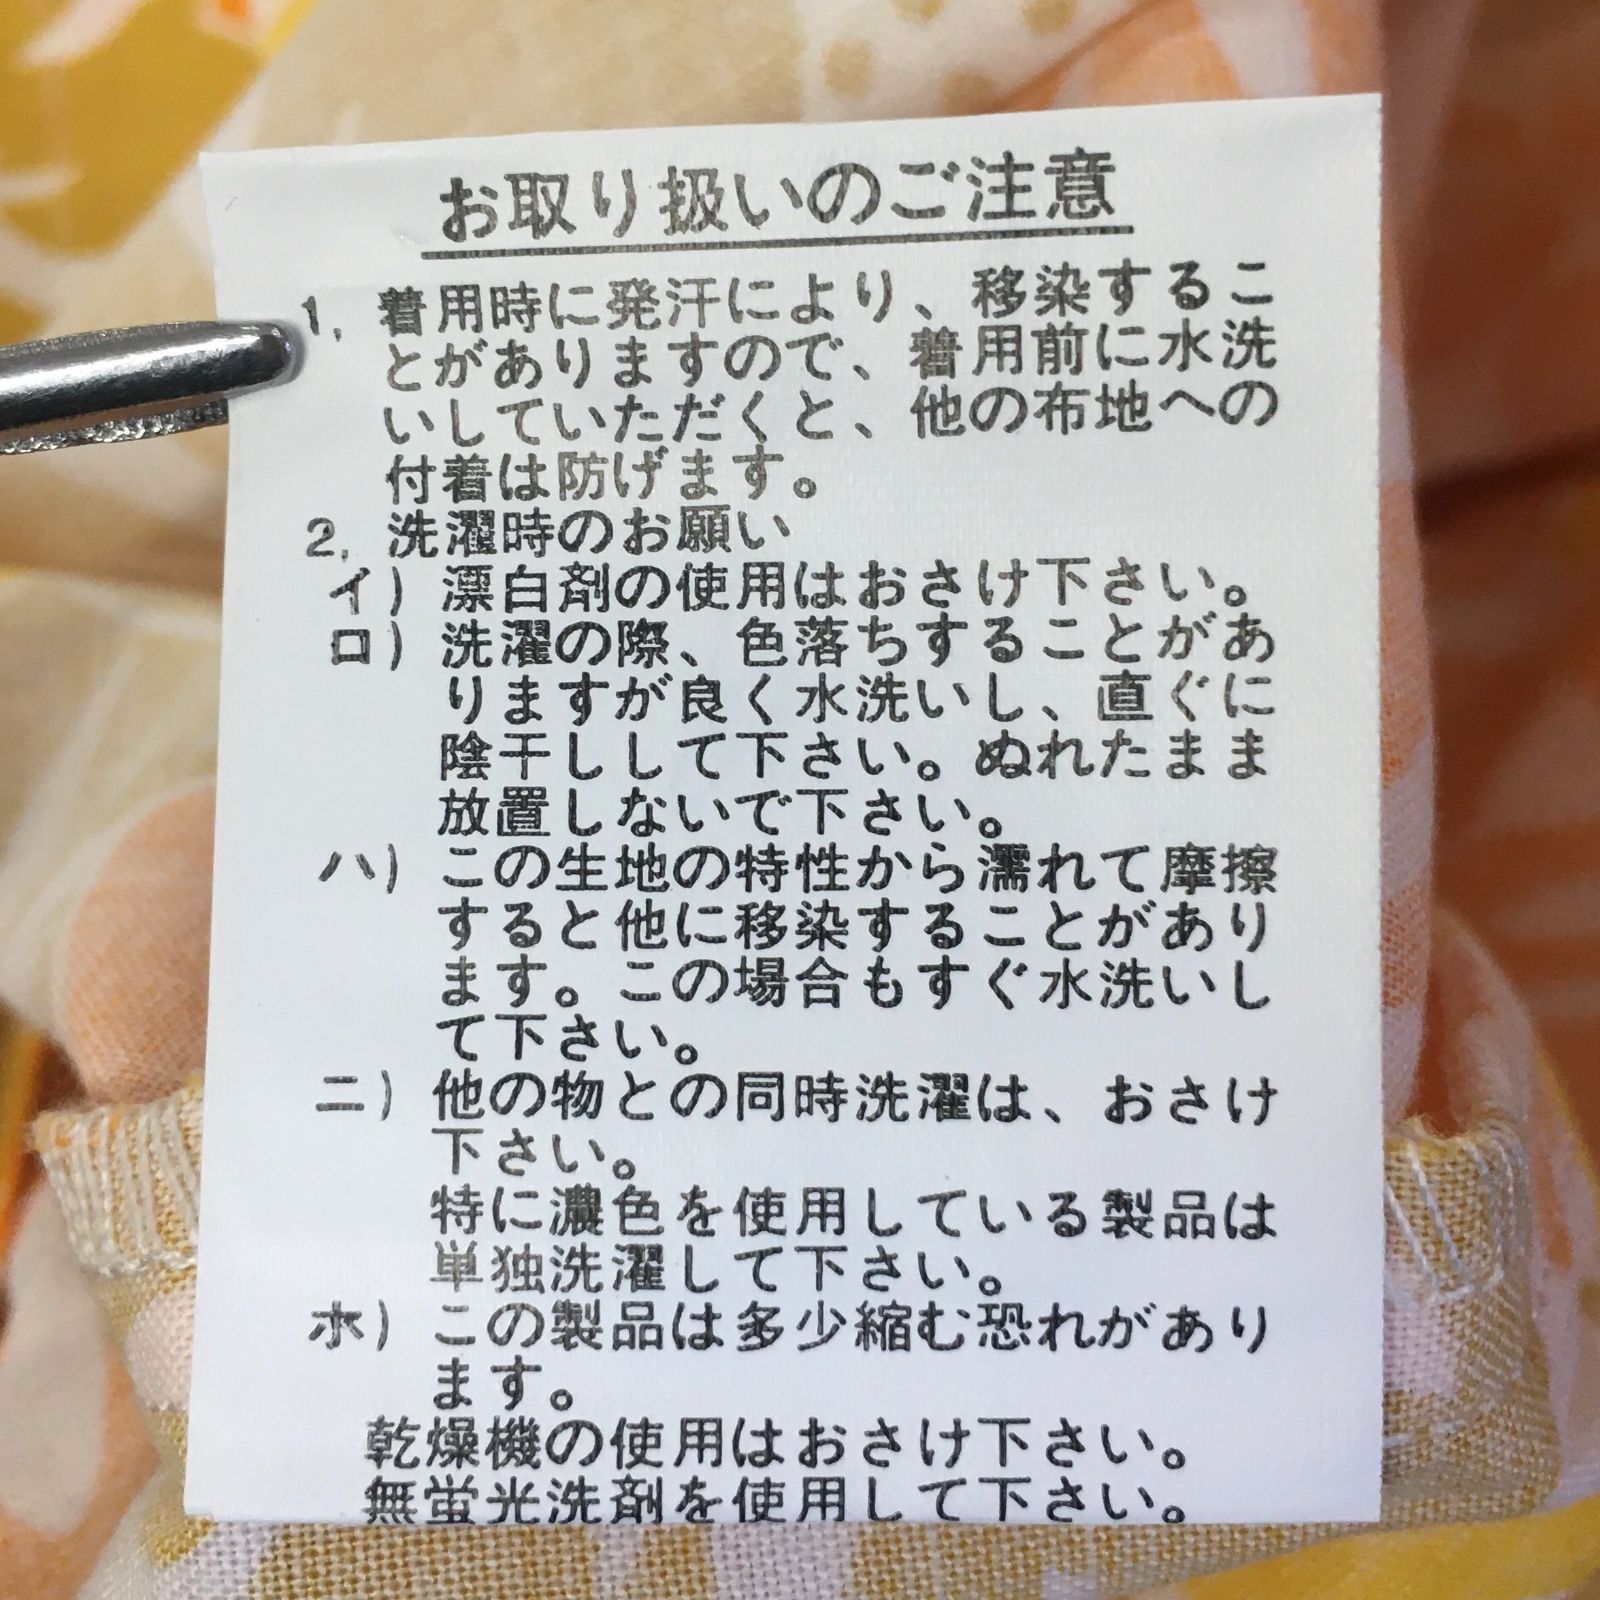 お取り扱いのご注意
1. 着用時に発汗により、移染するこ
とがありますので、着用前に水洗
いしていただくと、他の布地への
付着は防げます。
2. 洗濯時のお願い
イ) 漂白剤の使用はおさけ下さい。
ロ) 洗濯の際、色落ちすることがあ
りますが良く水洗いし、直ぐに
陰干しして下さい。ぬれたまま
放置しないで下さい。
ハ) この生地の特性から濡れて摩擦
すると他に移染することがあり
ます。この場合もすぐ水洗いし
て下さい。
ニ) 他の物との同時洗濯は、おさけ
下さい。
特に濃色を使用している製品は
単独洗濯して下さい。
ホ) この製品は多少縮む恐れがあり
ます。
乾燥機の使用はおさけ下さい。
無蛍光洗剤を使用して下さい。